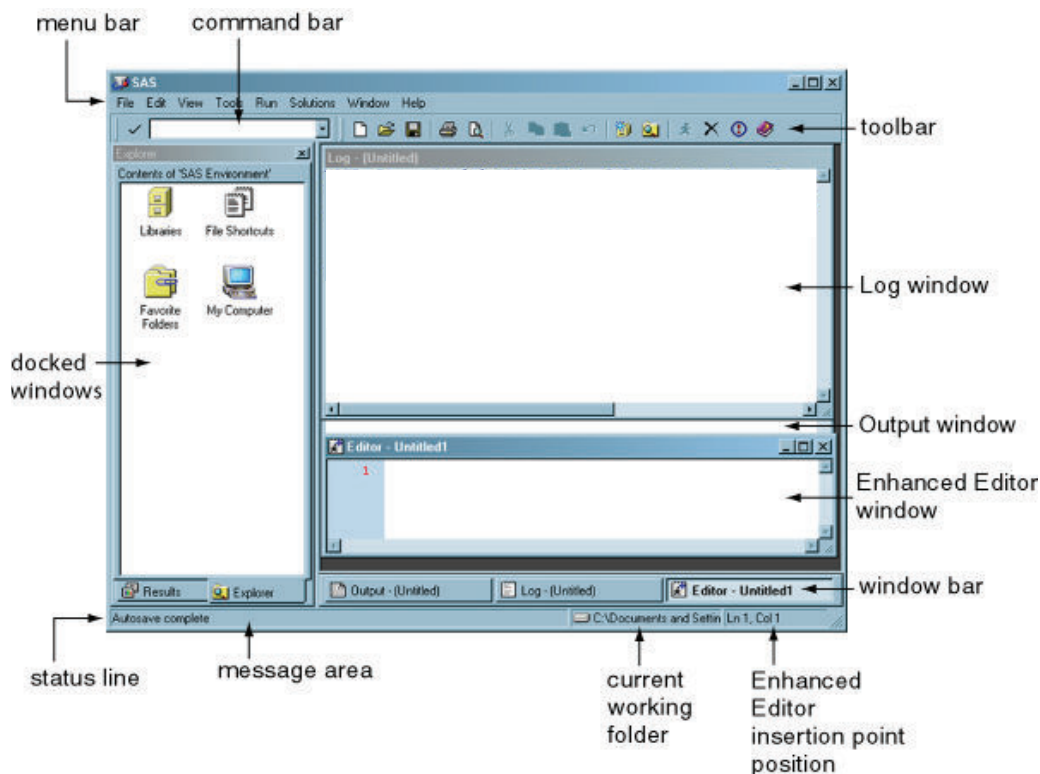 menu bar
command bar
SAS
File Edit View Tools Run Solutions Window Help
toolbar
Explorer
Contents of 'SAS Environment'
Libraries
File Shortcuts
Favorite
Folders
My Computer
Log - (Untitled)
Log window
docked
windows
Output window
Editor - Untitled1
1
Enhanced Editor
window
Results
Explorer
Output - (Untitled)
Log - (Untitled)
Editor - Untitled1
window bar
Autosave complete
C:\Documents and Settin
Ln 1, Col 1
status line
message area
current
working
folder
Enhanced
Editor
insertion point
position